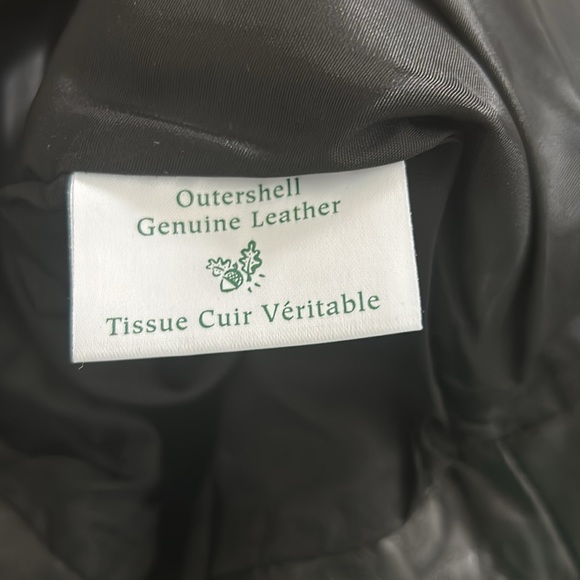 Outershell
Genuine Leather
Tissue Cuir Véritable